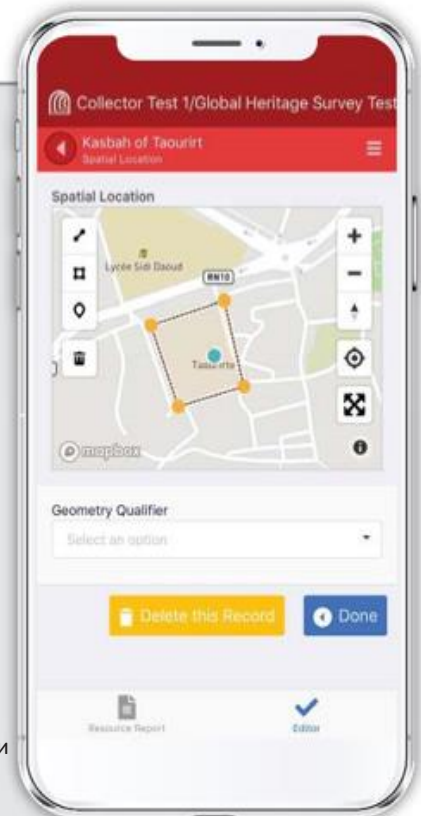 Collector Test 1/Global Heritage Survey Test
Kasbah of Taourirt
Spatial Location
Spatial Location
Lycée Sidi Daoud
RN10
mapbox
Geometry Qualifier
Select an option
Delete this Record
Done
Resource Report
Editor
и